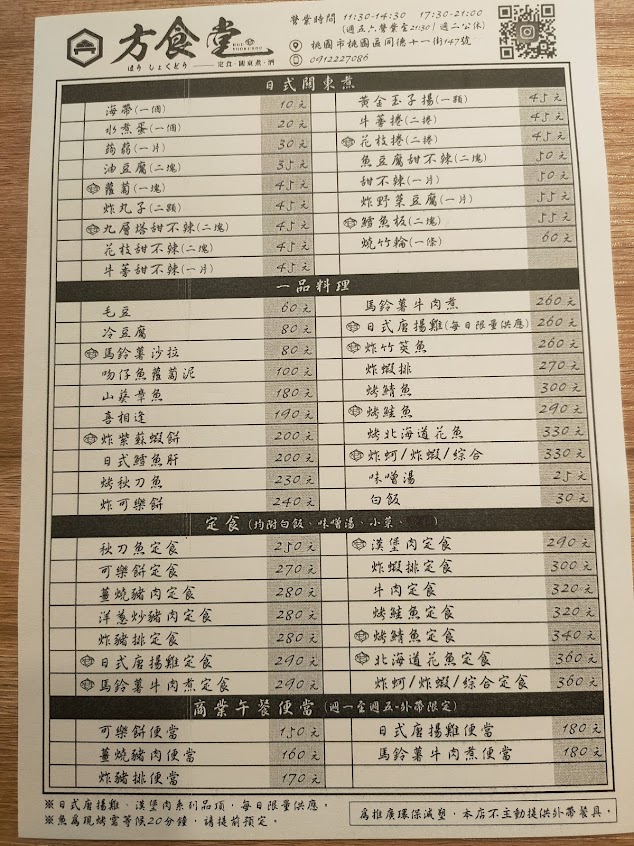 方食堂
HOU SHOKUDOU
ほう しょくどう —— 定食·關東煮·酒
營業時間 11:30-14:30 17:30-21:00
(週五六營業至21:30| 週二公休)
桃園市桃園區同德十一街147號
0912227086
日式關東煮
海帶(一個) 10元
水煮蛋(一個) 20元
蒟蒻(一片) 30元
油豆腐(二塊) 35元
蘿蔔(一塊) 45元
炸丸子(二顆) 45元
九層塔甜不辣(二塊) 45元
花枝甜不辣(二塊) 45元
牛蒡甜不辣(一片) 45元
黃金玉子揚(一顆) 45元
牛蒡捲(二捲) 45元
花枝捲(二捲) 45元
魚豆腐甜不辣(二塊) 50元
甜不辣(一片) 50元
炸野菜豆腐(一片) 55元
鱈魚板(二塊) 55元
燒竹輪(一條) 60元
一品料理
毛豆 60元
冷豆腐 80元
馬鈴薯沙拉 80元
吻仔魚蘿蔔泥 100元
山葵章魚 180元
喜相逢 190元
炸紫蘇蝦餅 200元
日式鱈魚肝 200元
烤秋刀魚 230元
炸可樂餅 240元
馬鈴薯牛肉煮 260元
日式唐揚雞(每日限量供應) 260元
炸竹筴魚 260元
炸蝦排 270元
烤鯖魚 300元
烤鮭魚 290元
烤北海道花魚 330元
炸蚵/炸蝦/綜合 330元
味噌湯 25元
白飯 30元
定食(均附白飯、味噌湯、小菜、 )
秋刀魚定食 250元
可樂餅定食 270元
薑燒豬肉定食 280元
洋蔥炒豬肉定食 280元
炸豬排定食 280元
日式唐揚雞定食 290元
馬鈴薯牛肉煮定食 290元
漢堡肉定食 290元
炸蝦排定食 300元
牛肉定食 320元
烤鮭魚定食 320元
烤鯖魚定食 340元
北海道花魚定食 360元
炸蚵/炸蝦/綜合定食 360元
商業午餐便當(週一至週五-外帶限定)
可樂餅便當 150元
薑燒豬肉便當 160元
炸豬排便當 170元
日式唐揚雞便當 180元
馬鈴薯牛肉煮便當 180元
※日式唐揚雞、漢堡肉系列品項，每日限量供應。
※魚為現烤需等候20分鐘，請提前預定。
為推廣環保減塑，本店不主動提供外帶餐具。